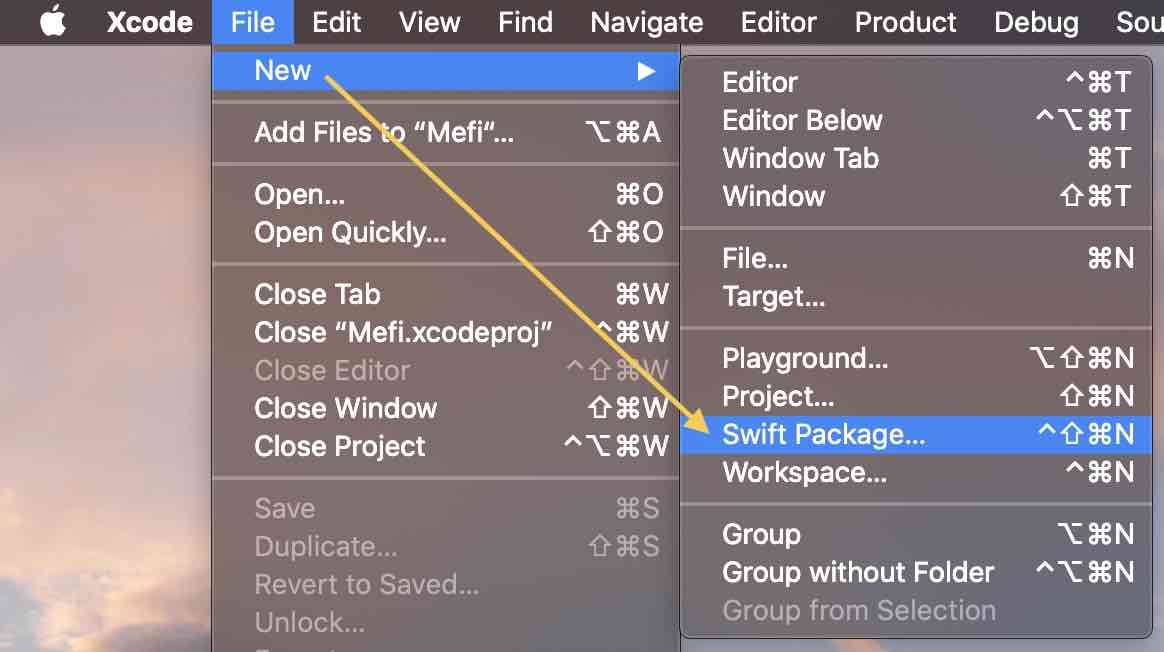 Xcode File Edit View Find Navigate Editor Product Debug Sou
New ▶
Add Files to “Mefi”... ⌥⌘A
Open... ⌘O
Open Quickly... ⇧⌘O
Close Tab ⌘W
Close “Mefi.xcodeproj” ^⌘W
Close Editor ^⇧⌘W
Close Window ⇧⌘W
Close Project ^⌥⌘W
Save ⌘S
Duplicate... ⇧⌘S
Revert to Saved...
Unlock...
Editor ^⌘T
Editor Below ^⌥⌘T
Window Tab ⌘T
Window ⇧⌘T
File... ⌘N
Target...
Playground... ⌥⇧⌘N
Project... ⇧⌘N
Swift Package... ^⇧⌘N
Workspace... ^⌘N
Group ⌥⌘N
Group without Folder ^⌥⌘N
Group from Selection